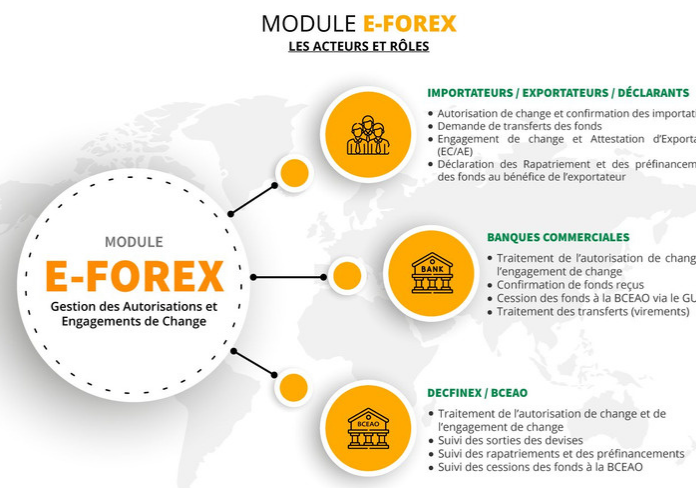 MODULE E-FOREX
LES ACTEURS ET RÔLES
IMPORTATEURS / EXPORTATEURS / DÉCLARANTS
• Autorisation de change et confirmation des importati
• Demande de transferts des fonds
• Engagement de change et Attestation d’Exporta
(EC/AE)
• Déclaration des Rapatriement et des préfinancem
des fonds au bénéfice de l’exportateur
MODULE
E-FOREX
Gestion des Autorisations et
Engagements de Change
BANQUES COMMERCIALES
• Traitement de l’autorisation de chang
l’engagement de change
• Confirmation de fonds reçus
• Cession des fonds à la BCEAO via le GU
• Traitement des transferts (virements)
BANK
DECFINEX / BCEAO
• Traitement de l’autorisation de change et de
l’engagement de change
• Suivi des sorties des devises
• Suivi des rapatriements et des préfinancements
• Suivi des cessions des fonds à la BCEAO
BCEAO